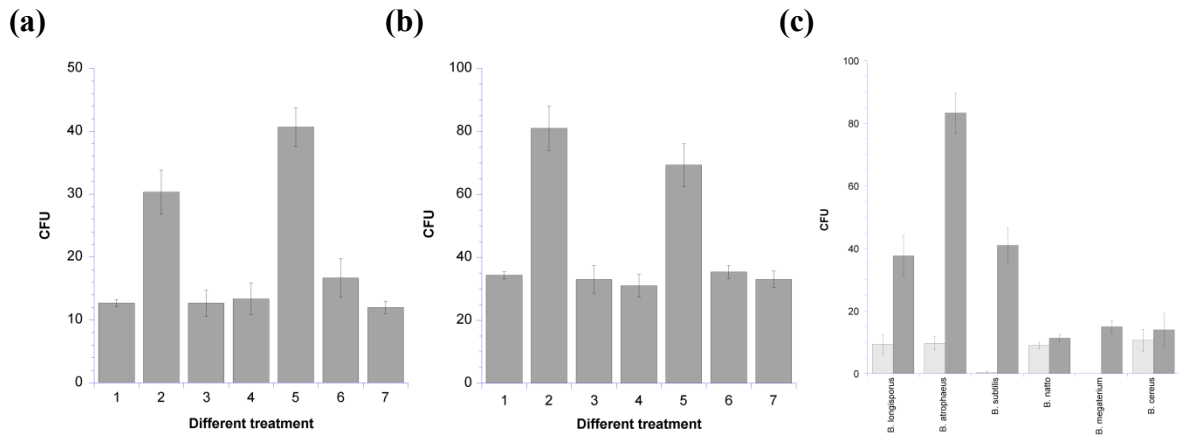 (a)
(b)
(c)
50
40
30
20
10
0
CFU
1 2 3 4 5 6 7
Different treatment
100
80
60
40
20
0
CFU
1 2 3 4 5 6 7
Different treatment
100
80
60
40
20
0
CFU
B. longisporus
B. atrophaeus
B. subtilis
B. natto
B. megaterium
B. cereus